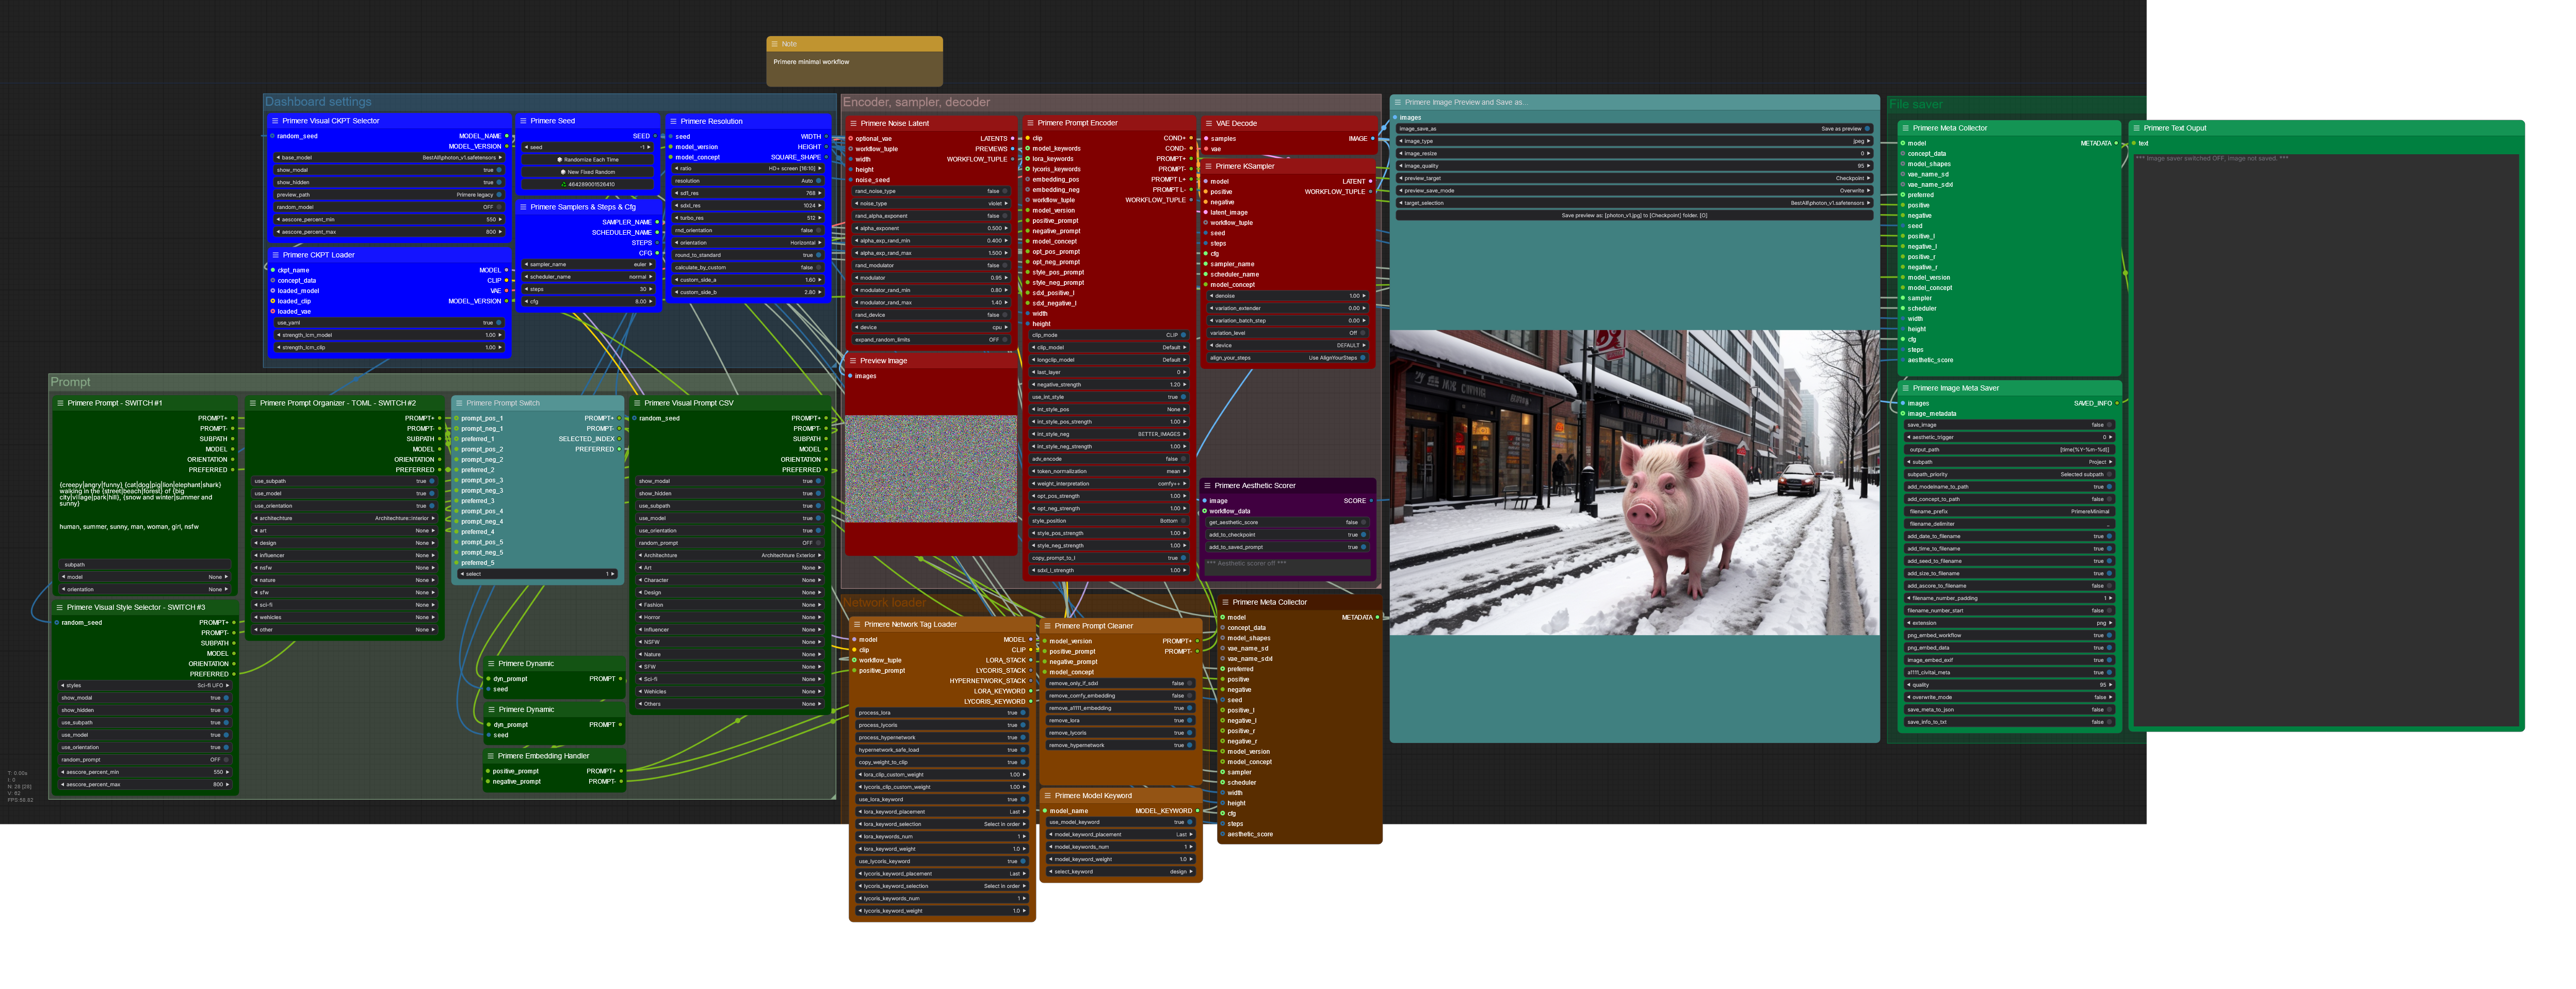 Note
Primere minimal workflow
Dashboard settings
Primere Visual CKPT Selector
random_seed
MODEL_NAME
MODEL_VERSION
base_model BestAll\photon_v1.safetensors
show_modal true
show_hidden true
preview_path Primere legacy
random_model OFF
aescore_percent_min 550
aescore_percent_max 800
Primere CKPT Loader
ckpt_name MODEL
concept_data CLIP
loaded_model VAE
loaded_clip MODEL_VERSION
loaded_vae
use_yaml true
strength_lcm_model 1.00
strength_lcm_clip 1.00
Primere Seed
SEED
seed -1
Randomize Each Time
New Fixed Random
464289001526410
Primere Samplers & Steps & Cfg
SAMPLER_NAME
SCHEDULER_NAME
STEPS
CFG
sampler_name euler
scheduler_name normal
steps 30
cfg 8.00
Primere Resolution
seed WIDTH
model_version HEIGHT
model_concept SQUARE_SHAPE
ratio HD+ screen [16:10]
resolution Auto
sd1_res 768
sdxl_res 1024
turbo_res 512
rnd_orientation false
orientation Horizontal
round_to_standard true
calculate_by_custom false
custom_side_a 1.60
custom_side_b 2.80
Prompt
Primere Prompt - SWITCH #1
PROMPT+
PROMPT-
SUBPATH
MODEL
ORIENTATION
PREFERRED
{creepy|angry|funny} {cat|dog|pig|lion|elephant|shark}
walking in the {street|beach|forest} of {big
city|village|park|hill}, {snow and winter|summer and
sunny}
human, summer, sunny, man, woman, girl, nsfw
subpath
model None
orientation None
Primere Visual Style Selector - SWITCH #3
random_seed PROMPT+
PROMPT-
SUBPATH
MODEL
ORIENTATION
PREFERRED
styles Sci-fi UFO
show_modal true
show_hidden true
use_subpath true
use_model true
use_orientation true
random_prompt OFF
aescore_percent_min 550
aescore_percent_max 800
Primere Prompt Organizer - TOML - SWITCH #2
PROMPT+
PROMPT-
SUBPATH
MODEL
ORIENTATION
PREFERRED
use_subpath true
use_model true
use_orientation true
architechture Architechture:Interior
art None
design None
influencer None
nsfw None
nature None
sfw None
sci-fi None
wehicles None
other None
Primere Prompt Switch
prompt_pos_1 PROMPT+
prompt_neg_1 PROMPT-
preferred_1 SELECTED_INDEX
prompt_pos_2 PREFERRED
prompt_neg_2
preferred_2
prompt_pos_3
prompt_neg_3
preferred_3
prompt_pos_4
prompt_neg_4
preferred_4
prompt_pos_5
prompt_neg_5
preferred_5
select 1
Primere Dynamic
dyn_prompt PROMPT
seed
Primere Dynamic
dyn_prompt PROMPT
seed
Primere Embedding Handler
positive_prompt PROMPT+
negative_prompt PROMPT-
Primere Visual Prompt CSV
random_seed PROMPT+
PROMPT-
SUBPATH
MODEL
ORIENTATION
PREFERRED
show_modal true
show_hidden true
use_subpath true
use_model true
use_orientation true
random_prompt OFF
Architechture Architechture Exterior
Art None
Character None
Design None
Fashion None
Horror None
Influencer None
NSFW None
Nature None
SFW None
Sci-fi None
Wehicles None
Others None
Encoder, sampler, decoder
Primere Noise Latent
optional_vae LATENTS
workflow_tuple PREVIEWS
width WORKFLOW_TUPLE
height
noise_seed
rand_noise_type false
noise_type violet
rand_alpha_exponent false
alpha_exponent 0.500
alpha_exp_rand_min 0.400
alpha_exp_rand_max 1.500
rand_modulator false
modulator 0.95
modulator_rand_min 0.80
modulator_rand_max 1.40
rand_device false
device cpu
expand_random_limits OFF
Preview Image
images
Primere Prompt Encoder
clip COND+
model_keywords COND-
lora_keywords PROMPT+
lycoris_keywords PROMPT-
embedding_pos PROMPT L+
embedding_neg PROMPT L-
workflow_tuple WORKFLOW_TUPLE
model_version
positive_prompt
negative_prompt
model_concept
opt_pos_prompt
opt_neg_prompt
style_pos_prompt
style_neg_prompt
sdxl_positive_l
sdxl_negative_l
width
height
clip_mode CLIP
clip_model Default
longclip_model Default
last_layer 0
negative_strength 1.20
use_int_style true
int_style_pos None
int_style_pos_strength 1.00
int_style_neg BETTER_IMAGES
int_style_neg_strength 1.00
adv_encode false
token_normalization mean
weight_interpretation comfy++
opt_pos_strength 1.00
opt_neg_strength 1.00
style_position Bottom
style_pos_strength 1.00
style_neg_strength 1.00
copy_prompt_to_l true
sdxl_l_strength 1.00
VAE Decode
samples IMAGE
vae
Primere KSampler
model LATENT
positive WORKFLOW_TUPLE
negative
latent_image
workflow_tuple
seed
steps
cfg
sampler_name
scheduler_name
model_concept
denoise 1.00
variation_extender 0.00
variation_batch_step 0.00
variation_level Off
device DEFAULT
align_your_steps Use AlignYourSteps
Primere Aesthetic Scorer
image SCORE
workflow_data
get_aesthetic_score false
add_to_checkpoint true
add_to_saved_prompt true
*** Aesthetic scorer off ***
Network loader
Primere Network Tag Loader
model MODEL
clip CLIP
workflow_tuple LORA_STACK
positive_prompt LYCORIS_STACK
HYPERNETWORK_STACK
LORA_KEYWORD
LYCORIS_KEYWORD
process_lora true
process_lycoris true
process_hypernetwork true
hypernetwork_safe_load true
copy_weight_to_clip true
lora_clip_custom_weight 1.00
lycoris_clip_custom_weight 1.00
use_lora_keyword true
lora_keyword_placement Last
lora_keyword_selection Select in order
lora_keywords_num 1
lora_keyword_weight 1.0
use_lycoris_keyword true
lycoris_keyword_placement Last
lycoris_keyword_selection Select in order
lycoris_keywords_num 1
lycoris_keyword_weight 1.0
Primere Prompt Cleaner
model_version PROMPT+
positive_prompt PROMPT-
negative_prompt
model_concept
remove_only_if_sdxl false
remove_comfy_embedding false
remove_a1111_embedding true
remove_lora true
remove_lycoris true
remove_hypernetwork true
Primere Model Keyword
model_name MODEL_KEYWORD
use_model_keyword true
model_keyword_placement Last
model_keywords_num 1
model_keyword_weight 1.0
select_keyword design
Primere Meta Collector
model METADATA
concept_data
model_shapes
vae_name_sd
vae_name_sdxl
preferred
positive
negative
seed
positive_l
negative_l
positive_r
negative_r
model_version
model_concept
sampler
scheduler
width
height
cfg
steps
aesthetic_score
Primere Image Preview and Save as...
images
image_save_as Save as preview
image_type jpeg
image_resize 0
image_quality 95
preview_target Checkpoint
preview_save_mode Overwrite
target_selection BestAll\photon_v1.safetensors
Save preview as: [photon_v1.jpg] to [Checkpoint] folder. [O]
File saver
Primere Meta Collector
model METADATA
concept_data
model_shapes
vae_name_sd
vae_name_sdxl
preferred
positive
negative
seed
positive_l
negative_l
positive_r
negative_r
model_version
model_concept
sampler
scheduler
width
height
cfg
steps
aesthetic_score
Primere Image Meta Saver
images SAVED_INFO
image_metadata
save_image false
aesthetic_trigger 0
output_path [time(%Y-%m-%d)]
subpath Project
subpath_priority Selected subpath
add_modelname_to_path true
add_concept_to_path false
filename_prefix PrimereMinimal
filename_delimiter _
add_date_to_filename true
add_time_to_filename true
add_seed_to_filename true
add_size_to_filename true
add_ascore_to_filename false
filename_number_padding 1
filename_number_start false
extension png
png_embed_workflow true
png_embed_data true
image_embed_exif true
a1111_civitai_meta true
quality 95
overwrite_mode false
save_meta_to_json false
save_info_to_txt false
Primere Text Ouput
text
*** Image saver switched OFF, image not saved. ***
T: 0.00s
I: 0
N: 28 [28]
V: 82
FPS:58.82